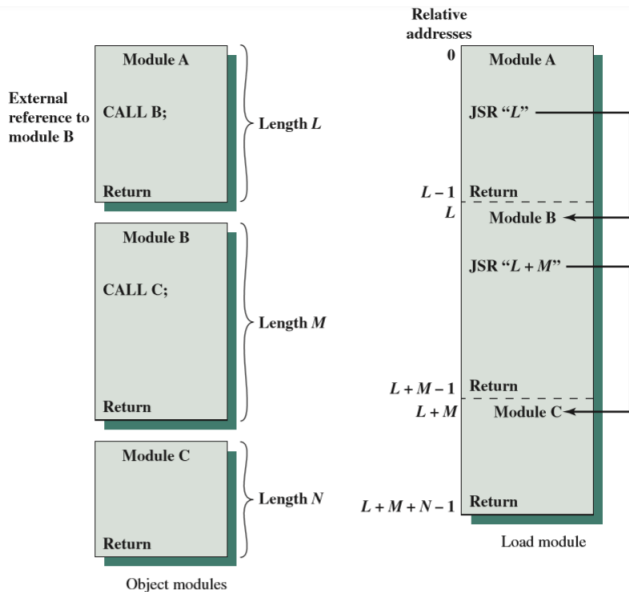 External
reference to
module B
Module A
CALL B;
Return
Length L
Module B
CALL C;
Return
Length M
Module C
Return
Length N
Object modules
Relative
addresses
0
Module A
JSR “L”
L − 1
Return
L
Module B
JSR “L + M”
L + M − 1
Return
L + M
Module C
L + M + N − 1
Return
Load module